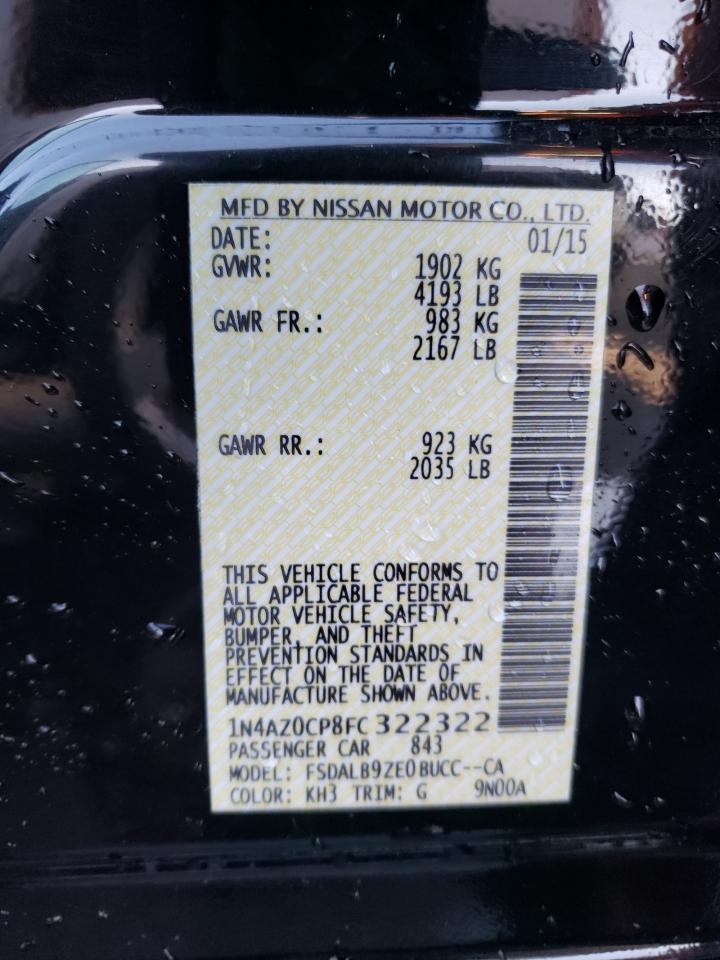 MFD BY NISSAN MOTOR CO., LTD.
DATE: 01/15
GVWR: 1902 KG
4193 LB
GAWR FR.: 983 KG
2167 LB
GAWR RR.: 923 KG
2035 LB
THIS VEHICLE CONFORMS TO
ALL APPLICABLE FEDERAL
MOTOR VEHICLE SAFETY,
BUMPER, AND THEFT
PREVENTION STANDARDS IN
EFFECT ON THE DATE OF
MANUFACTURE SHOWN ABOVE.
1N4AZ0CP8FC 322322
PASSENGER CAR 843
MODEL: FSDALB9ZE0BUCC--CA
COLOR: KH3 TRIM: G 9N00A